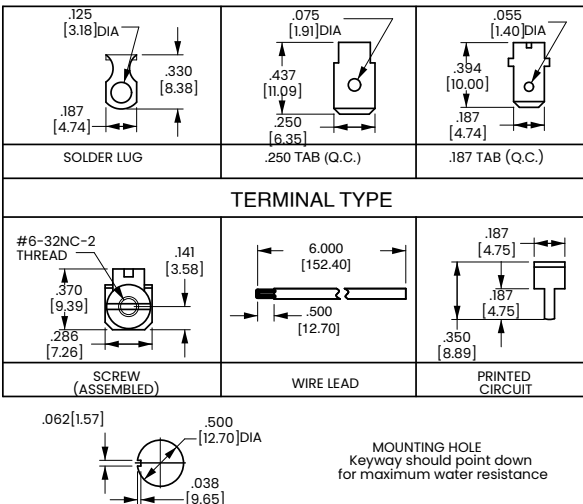 .125
[3.18]DIA
.330
[8.38]
.187
[4.74]
SOLDER LUG
.075
[1.91]DIA
.437
[11.09]
.250
[6.35]
.250 TAB (Q.C.)
.055
[1.40]DIA
.394
[10.00]
.187
[4.74]
.187 TAB (Q.C.)
TERMINAL TYPE
#6-32NC-2
THREAD
.141
[3.58]
.370
[9.39]
.286
[7.26]
SCREW
(ASSEMBLED)
6.000
[152.40]
.500
[12.70]
WIRE LEAD
.187
[4.75]
.187
[4.75]
.350
[8.89]
PRINTED
CIRCUIT
.062[1.57]
.500
[12.70]DIA
.038
[9.65]
MOUNTING HOLE
Keyway should point down
for maximum water resistance